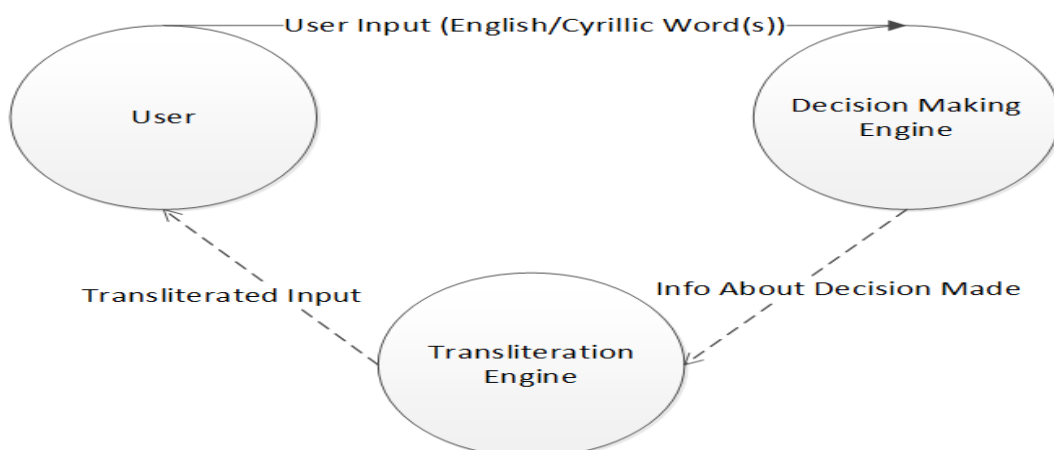 User Input (English/Cyrillic Word(s))
User
Decision Making
Engine
Transliterated Input
Info About Decision Made
Transliteration
Engine